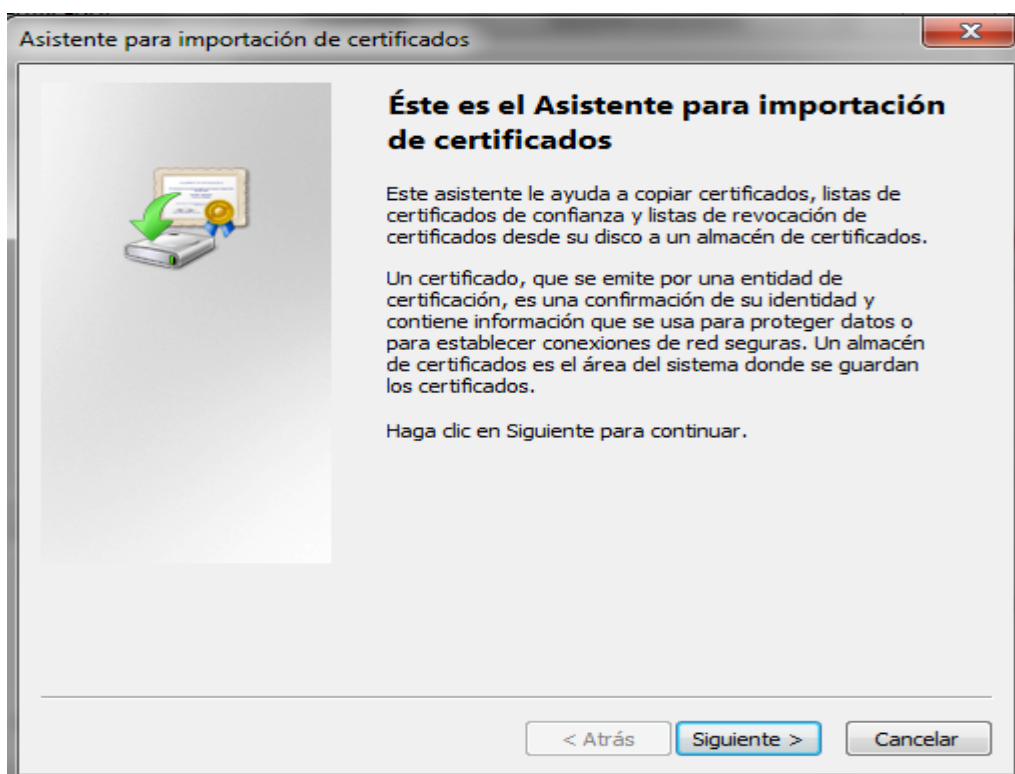 Asistente para importación de certificados
Éste es el Asistente para importación
de certificados
Este asistente le ayuda a copiar certificados, listas de
certificados de confianza y listas de revocación de
certificados desde su disco a un almacén de certificados.
Un certificado, que se emite por una entidad de
certificación, es una confirmación de su identidad y
contiene información que se usa para proteger datos o
para establecer conexiones de red seguras. Un almacén
de certificados es el área del sistema donde se guardan
los certificados.
Haga clic en Siguiente para continuar.
< Atrás
Siguiente >
Cancelar